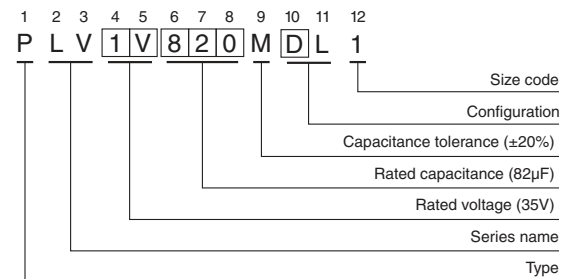 1 2 3 4 5 6 7 8 9 10 11 12
P L V 1 V 8 2 0 M D L 1
Size code
Configuration
Capacitance tolerance (±20%)
Rated capacitance (82µF)
Rated voltage (35V)
Series name
Type